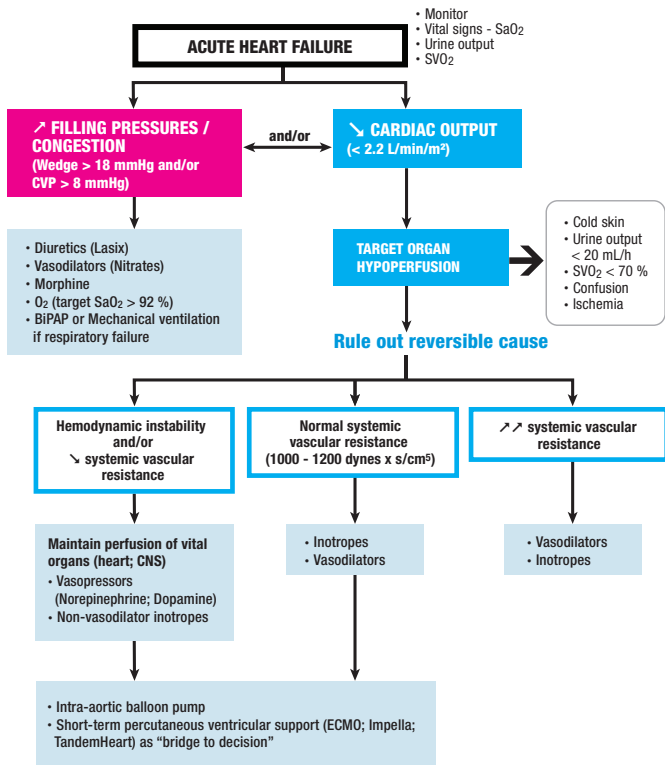 ACUTE HEART FAILURE
• Monitor
• Vital signs - SaO₂
• Urine output
• SVO₂
↗ FILLING PRESSURES /
CONGESTION
(Wedge > 18 mmHg and/or
CVP > 8 mmHg)
and/or
↘ CARDIAC OUTPUT
(< 2.2 L/min/m²)
• Diuretics (Lasix)
• Vasodilators (Nitrates)
• Morphine
• O₂ (target SaO₂ > 92 %)
• BiPAP or Mechanical ventilation
if respiratory failure
TARGET ORGAN
HYPOPERFUSION
• Cold skin
• Urine output
< 20 mL/h
• SVO₂ < 70 %
• Confusion
• Ischemia
Rule out reversible cause
Hemodynamic instability
and/or
↘ systemic vascular
resistance
Normal systemic
vascular resistance
(1000 - 1200 dynes x s/cm⁵)
↗↗ systemic vascular
resistance
Maintain perfusion of vital
organs (heart; CNS)
• Vasopressors
(Norepinephrine; Dopamine)
• Non-vasodilator inotropes
• Inotropes
• Vasodilators
• Vasodilators
• Inotropes
• Intra-aortic balloon pump
• Short-term percutaneous ventricular support (ECMO; Impella;
TandemHeart) as “bridge to decision”